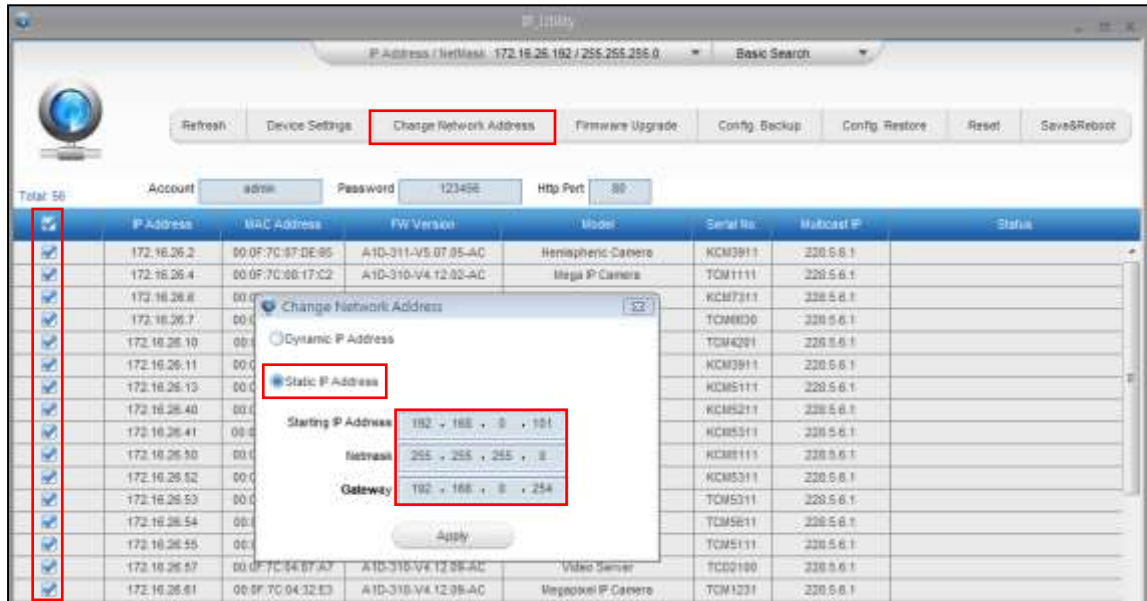 IP_Utility
IP Address / NetMask 172.16.26.192 / 255.255.255.0 Basic Search
Refresh Device Settings Change Network Address Firmware Upgrade Config. Backup Config. Restore Reset Save&Reboot
Total: 56 Account admin Password 123456 Http Port 80
IP Address MAC Address FW Version Model Serial No. Multicast IP Status
172.16.26.2 00:0F:7C:07:DE:85 A1D-311-V5.07.05-AC Hemispheric Camera KCM3911 228.5.6.1
172.16.26.4 00:0F:7C:00:17:C2 A1D-310-V4.12.02-AC Mega IP Camera TCM1111 228.5.6.1
172.16.26.6 KCM7311 228.5.6.1
172.16.26.7 TCM6630 228.5.6.1
172.16.26.10 TCM4201 228.5.6.1
172.16.26.11 KCM3911 228.5.6.1
172.16.26.13 KCM5111 228.5.6.1
172.16.26.40 KCM5211 228.5.6.1
172.16.26.41 KCM5311 228.5.6.1
172.16.26.50 228.5.6.1
172.16.26.52 KCM5311 228.5.6.1
172.16.26.53 TCM5311 228.5.6.1
172.16.26.54 TCM5611 228.5.6.1
172.16.26.55 TCM5111 228.5.6.1
172.16.26.57 00:0F:7C:04:07:A7 A1D-310-V4.12.09-AC Video Server TCD2100 228.5.6.1
172.16.26.61 00:0F:7C:04:32:E3 A1D-310-V4.12.09-AC Megapixel IP Camera TCM1231 228.5.6.1
Change Network Address
Dynamic IP Address
Static IP Address
Starting IP Address 192 . 168 . 0 . 101
Netmask 255 . 255 . 255 . 0
Gateway 192 . 168 . 0 . 254
Apply